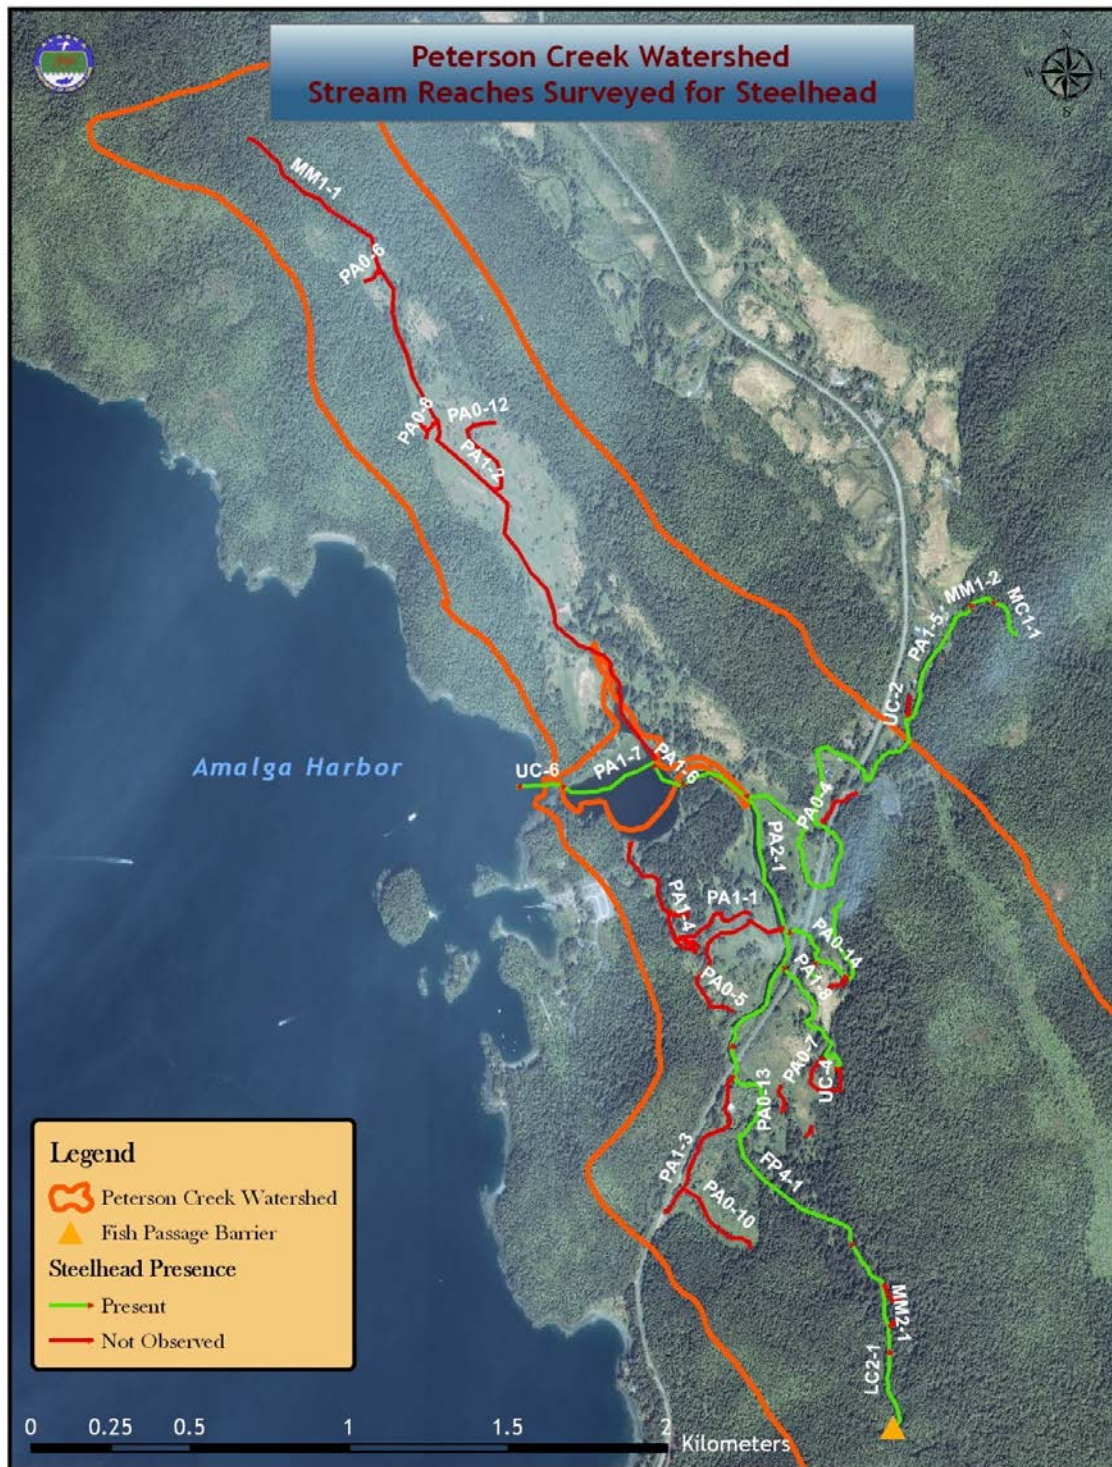 Peterson Creek Watershed
Stream Reaches Surveyed for Steelhead
N
W
E
S
MM1-1
PA0-6
PA0-8
PA0-12
PA1-2
MM1-2
MC1-1
PA1-5
UC-2
Amalga Harbor
UC-6
PA1-7
PA1-6
PA0-4
PA2-1
PA1-4
PA1-1
PA0-14
PA1-8
PA0-5
PA0-7
UC-4
PA0-13
PA1-3
FP4-1
PA0-10
MM2-1
LC2-1
Legend
Peterson Creek Watershed
Fish Passage Barrier
Steelhead Presence
Present
Not Observed
0 0.25 0.5 1 1.5 2
Kilometers